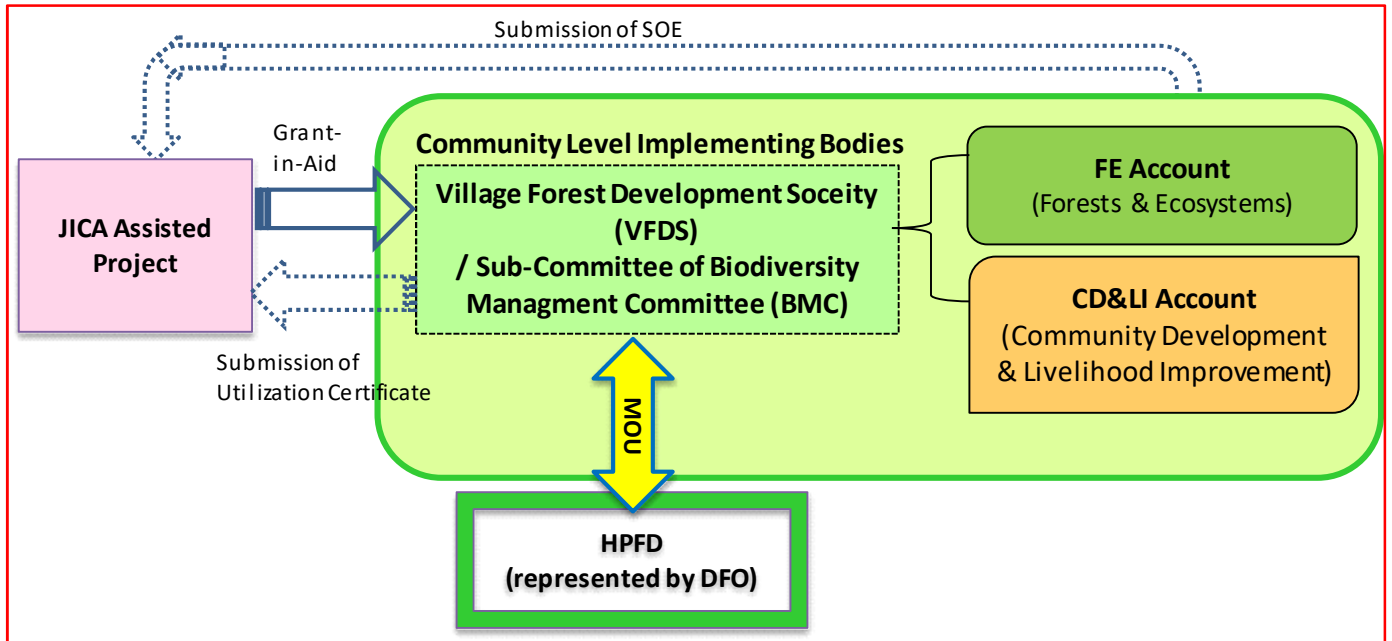 Submission of SOE
Grant-
in-Aid
JICA Assisted
Project
Submission of
Utilization Certificate
Community Level Implementing Bodies
Village Forest Development Soceity
(VFDS)
/ Sub-Committee of Biodiversity
Managment Committee (BMC)
FE Account
(Forests & Ecosystems)
CD&LI Account
(Community Development
& Livelihood Improvement)
MOU
HPFD
(represented by DFO)